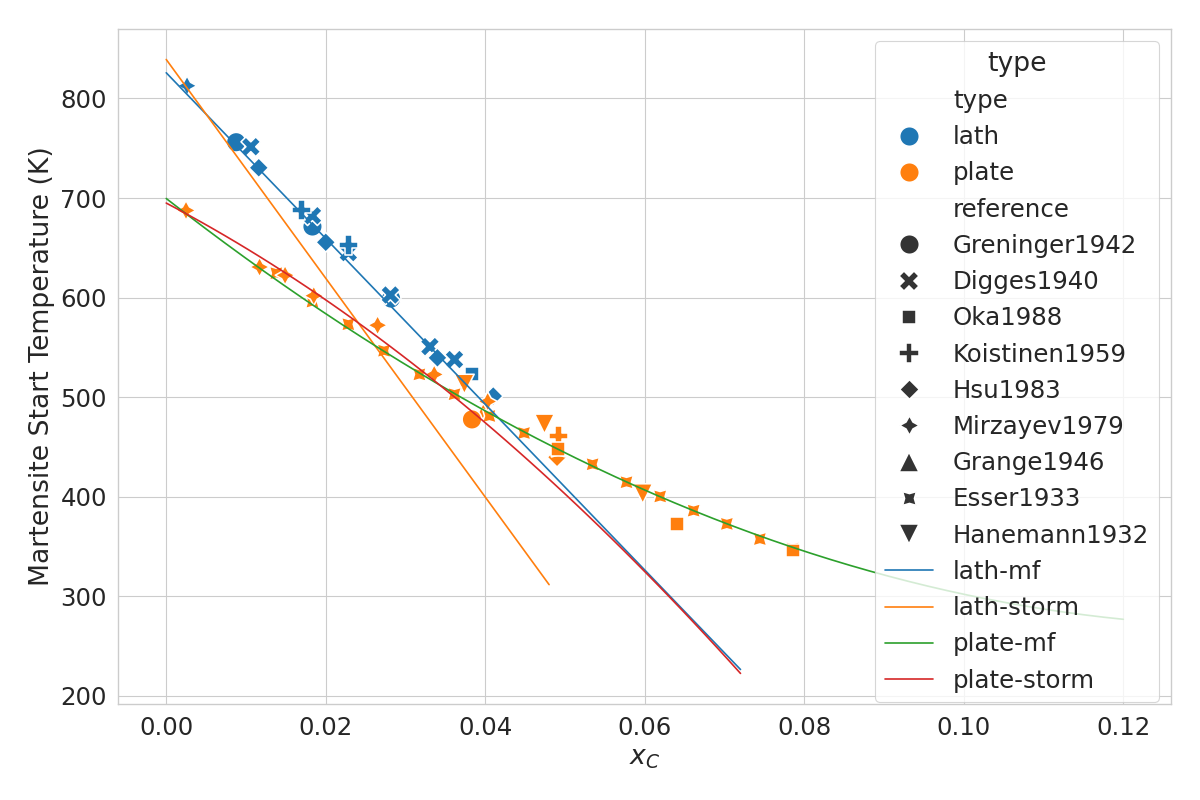 Martensite Start Temperature (K)
800
700
600
500
400
300
200
0.00 0.02 0.04 0.06 0.08 0.10 0.12
x_C
type
type
lath
plate
reference
Greninger1942
Digges1940
Oka1988
Koistinen1959
Hsu1983
Mirzayev1979
Grange1946
Esser1933
Hanemann1932
lath-mf
lath-storm
plate-mf
plate-storm